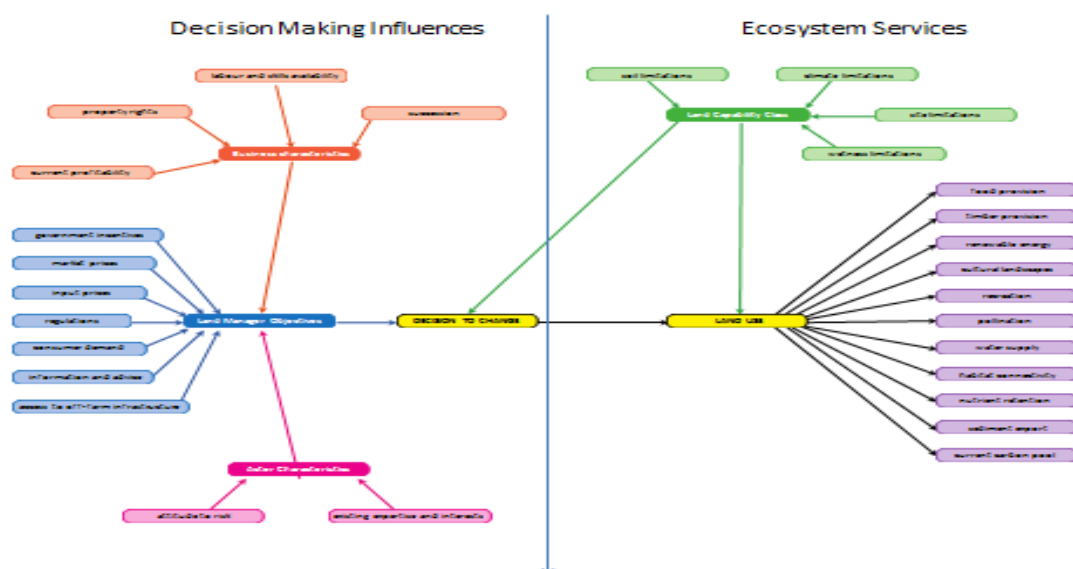 Decision Making Influences
Ecosystem Services
labour and skills availability
property rights
succession
Business characteristics
current profitability
soil limitations
climate limitations
Land Capability Class
site limitations
wetness limitations
government incentives
market prices
input prices
regulations
consumer demand
information and advice
access to off-farm infrastructure
Land Manager Objectives
DECISION TO CHANGE
LAND USE
food provision
timber provision
renewable energy
cultural landscapes
recreation
pollination
water supply
habitat connectivity
nutrient retention
sediment export
current carbon pool
Actor Characteristics
attitude to risk
existing expertise and interests